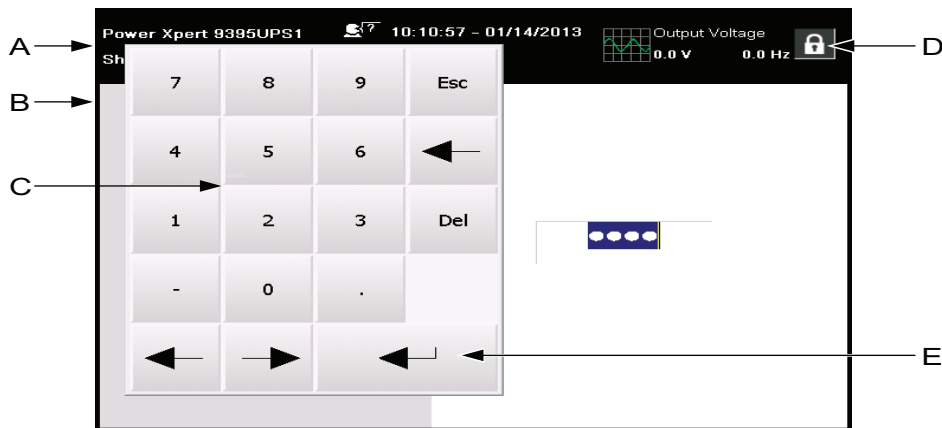 A
Power Xpert 9395UPS1 ? 10:10:57 - 01/14/2013 Output Voltage
Sh 0.0 V 0.0 Hz
D
B
7 8 9 Esc
4 5 6
C
1 2 3 Del
- 0 .
E